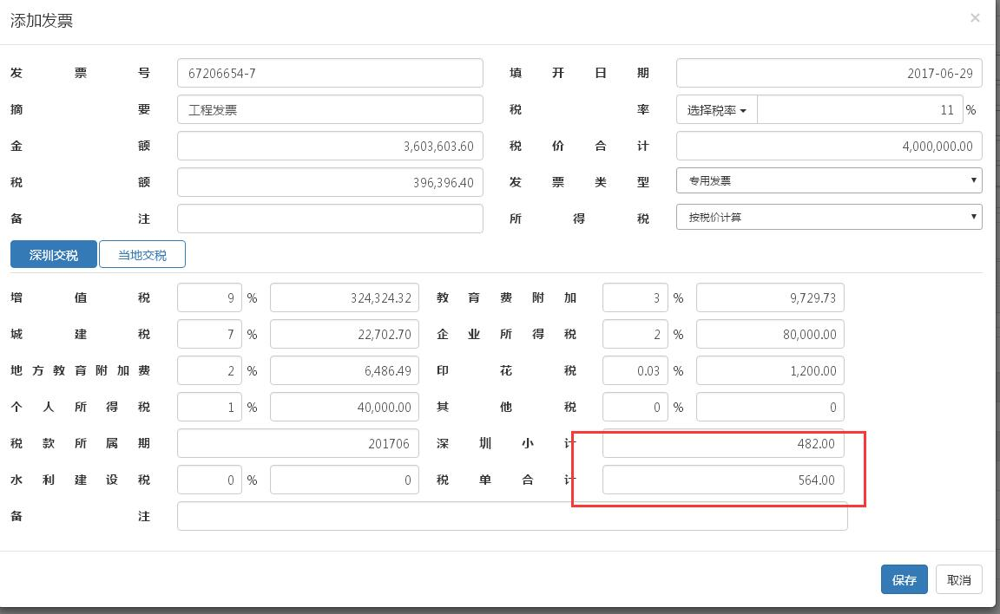 添加发票 ×
发票号 67206654-7 填开日期 2017-06-29
摘要 工程发票 税率 选择税率 11 %
金额 3,603,603.60 税价合计 4,000,000.00
税额 396,396.40 发票类型 专用发票
备注 所得税 按税价计算
深圳交税 当地交税
增值税 9 % 324,324.32 教育费附加 3 % 9,729.73
城建税 7 % 22,702.70 企业所得税 2 % 80,000.00
地方教育附加费 2 % 6,486.49 印花税 0.03 % 1,200.00
个人所得税 1 % 40,000.00 其他税 0 % 0
税款所属期 201706 深圳小计 482.00
水利建设税 0 % 0 税单合计 564.00
备注
保存 取消